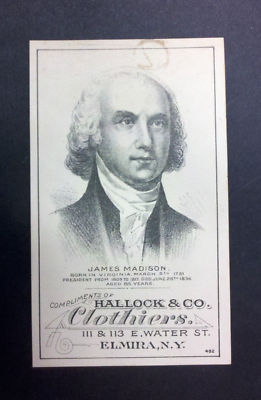 JAMES MADISON.
BORN IN VIRGINIA, MARCH 5TH 1751
PRESIDENT FROM 1809 TO 1817. DIED JUNE 28TH 1836.
AGED 85 YEARS.
COMPLIMENTS OF
HALLOCK & CO.
Clothiers.
111 & 113 E. WATER ST.
ELMIRA, N.Y.
492